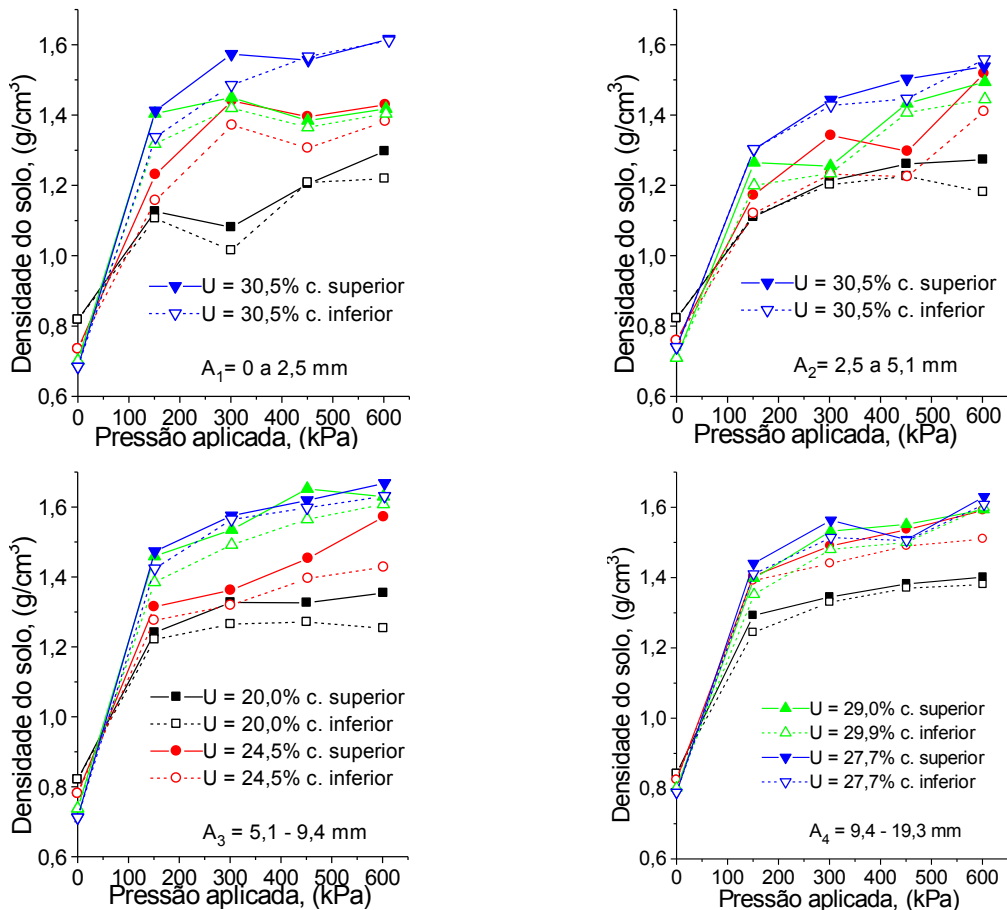 Densidade do solo, (g/cm³)
1,6
1,4
1,2
1,0
0,8
0,6
U = 30,5% c. superior
U = 30,5% c. inferior
A₁= 0 a 2,5 mm
0 100 200 300 400 500 600
Pressão aplicada, (kPa)
Densidade do solo, (g/cm³)
1,6
1,4
1,2
1,0
0,8
0,6
U = 30,5% c. superior
U = 30,5% c. inferior
A₂= 2,5 a 5,1 mm
0 100 200 300 400 500 600
Pressão aplicada, (kPa)
Densidade do solo, (g/cm³)
1,6
1,4
1,2
1,0
0,8
0,6
U = 20,0% c. superior
U = 20,0% c. inferior
U = 24,5% c. superior
U = 24,5% c. inferior
A₃ = 5,1 - 9,4 mm
0 100 200 300 400 500 600
Pressão aplicada, (kPa)
Densidade do solo, (g/cm³)
1,6
1,4
1,2
1,0
0,8
0,6
U = 29,0% c. superior
U = 29,9% c. inferior
U = 27,7% c. superior
U = 27,7% c. inferior
A₄ = 9,4 - 19,3 mm
0 100 200 300 400 500 600
Pressão aplicada, (kPa)